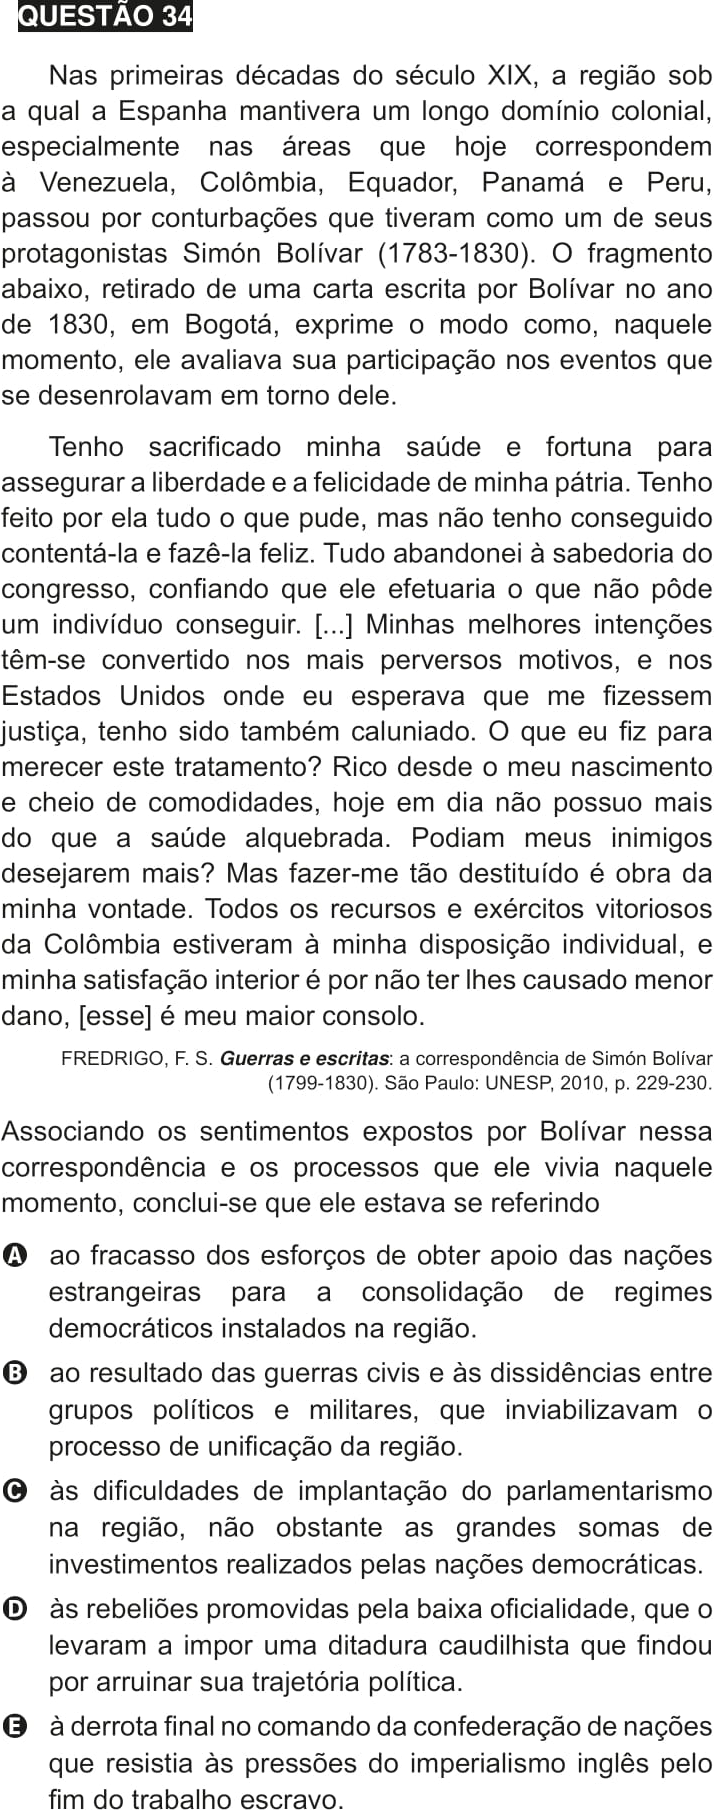 QUESTÃO 34
Nas primeiras décadas do século XIX, a região sob
a qual a Espanha mantivera um longo domínio colonial,
especialmente nas áreas que hoje correspondem
à Venezuela, Colômbia, Equador, Panamá e Peru,
passou por conturbações que tiveram como um de seus
protagonistas Simón Bolívar (1783-1830). O fragmento
abaixo, retirado de uma carta escrita por Bolívar no ano
de 1830, em Bogotá, exprime o modo como, naquele
momento, ele avaliava sua participação nos eventos que
se desenrolavam em torno dele.
Tenho sacrificado minha saúde e fortuna para
assegurar a liberdade e a felicidade de minha pátria. Tenho
feito por ela tudo o que pude, mas não tenho conseguido
contentá-la e fazê-la feliz. Tudo abandonei à sabedoria do
congresso, confiando que ele efetuaria o que não pôde
um indivíduo conseguir. [...] Minhas melhores intenções
têm-se convertido nos mais perversos motivos, e nos
Estados Unidos onde eu esperava que me fizessem
justiça, tenho sido também caluniado. O que eu fiz para
merecer este tratamento? Rico desde o meu nascimento
e cheio de comodidades, hoje em dia não possuo mais
do que a saúde alquebrada. Podiam meus inimigos
desejarem mais? Mas fazer-me tão destituído é obra da
minha vontade. Todos os recursos e exércitos vitoriosos
da Colômbia estiveram à minha disposição individual, e
minha satisfação interior é por não ter lhes causado menor
dano, [esse] é meu maior consolo.
FREDRIGO, F. S. Guerras e escritas: a correspondência de Simón Bolívar
(1799-1830). São Paulo: UNESP, 2010, p. 229-230.
Associando os sentimentos expostos por Bolívar nessa
correspondência e os processos que ele vivia naquele
momento, conclui-se que ele estava se referindo
A ao fracasso dos esforços de obter apoio das nações
estrangeiras para a consolidação de regimes
democráticos instalados na região.
B ao resultado das guerras civis e às dissidências entre
grupos políticos e militares, que inviabilizavam o
processo de unificação da região.
C às dificuldades de implantação do parlamentarismo
na região, não obstante as grandes somas de
investimentos realizados pelas nações democráticas.
D às rebeliões promovidas pela baixa oficialidade, que o
levaram a impor uma ditadura caudilhista que findou
por arruinar sua trajetória política.
E à derrota final no comando da confederação de nações
que resistia às pressões do imperialismo inglês pelo
fim do trabalho escravo.